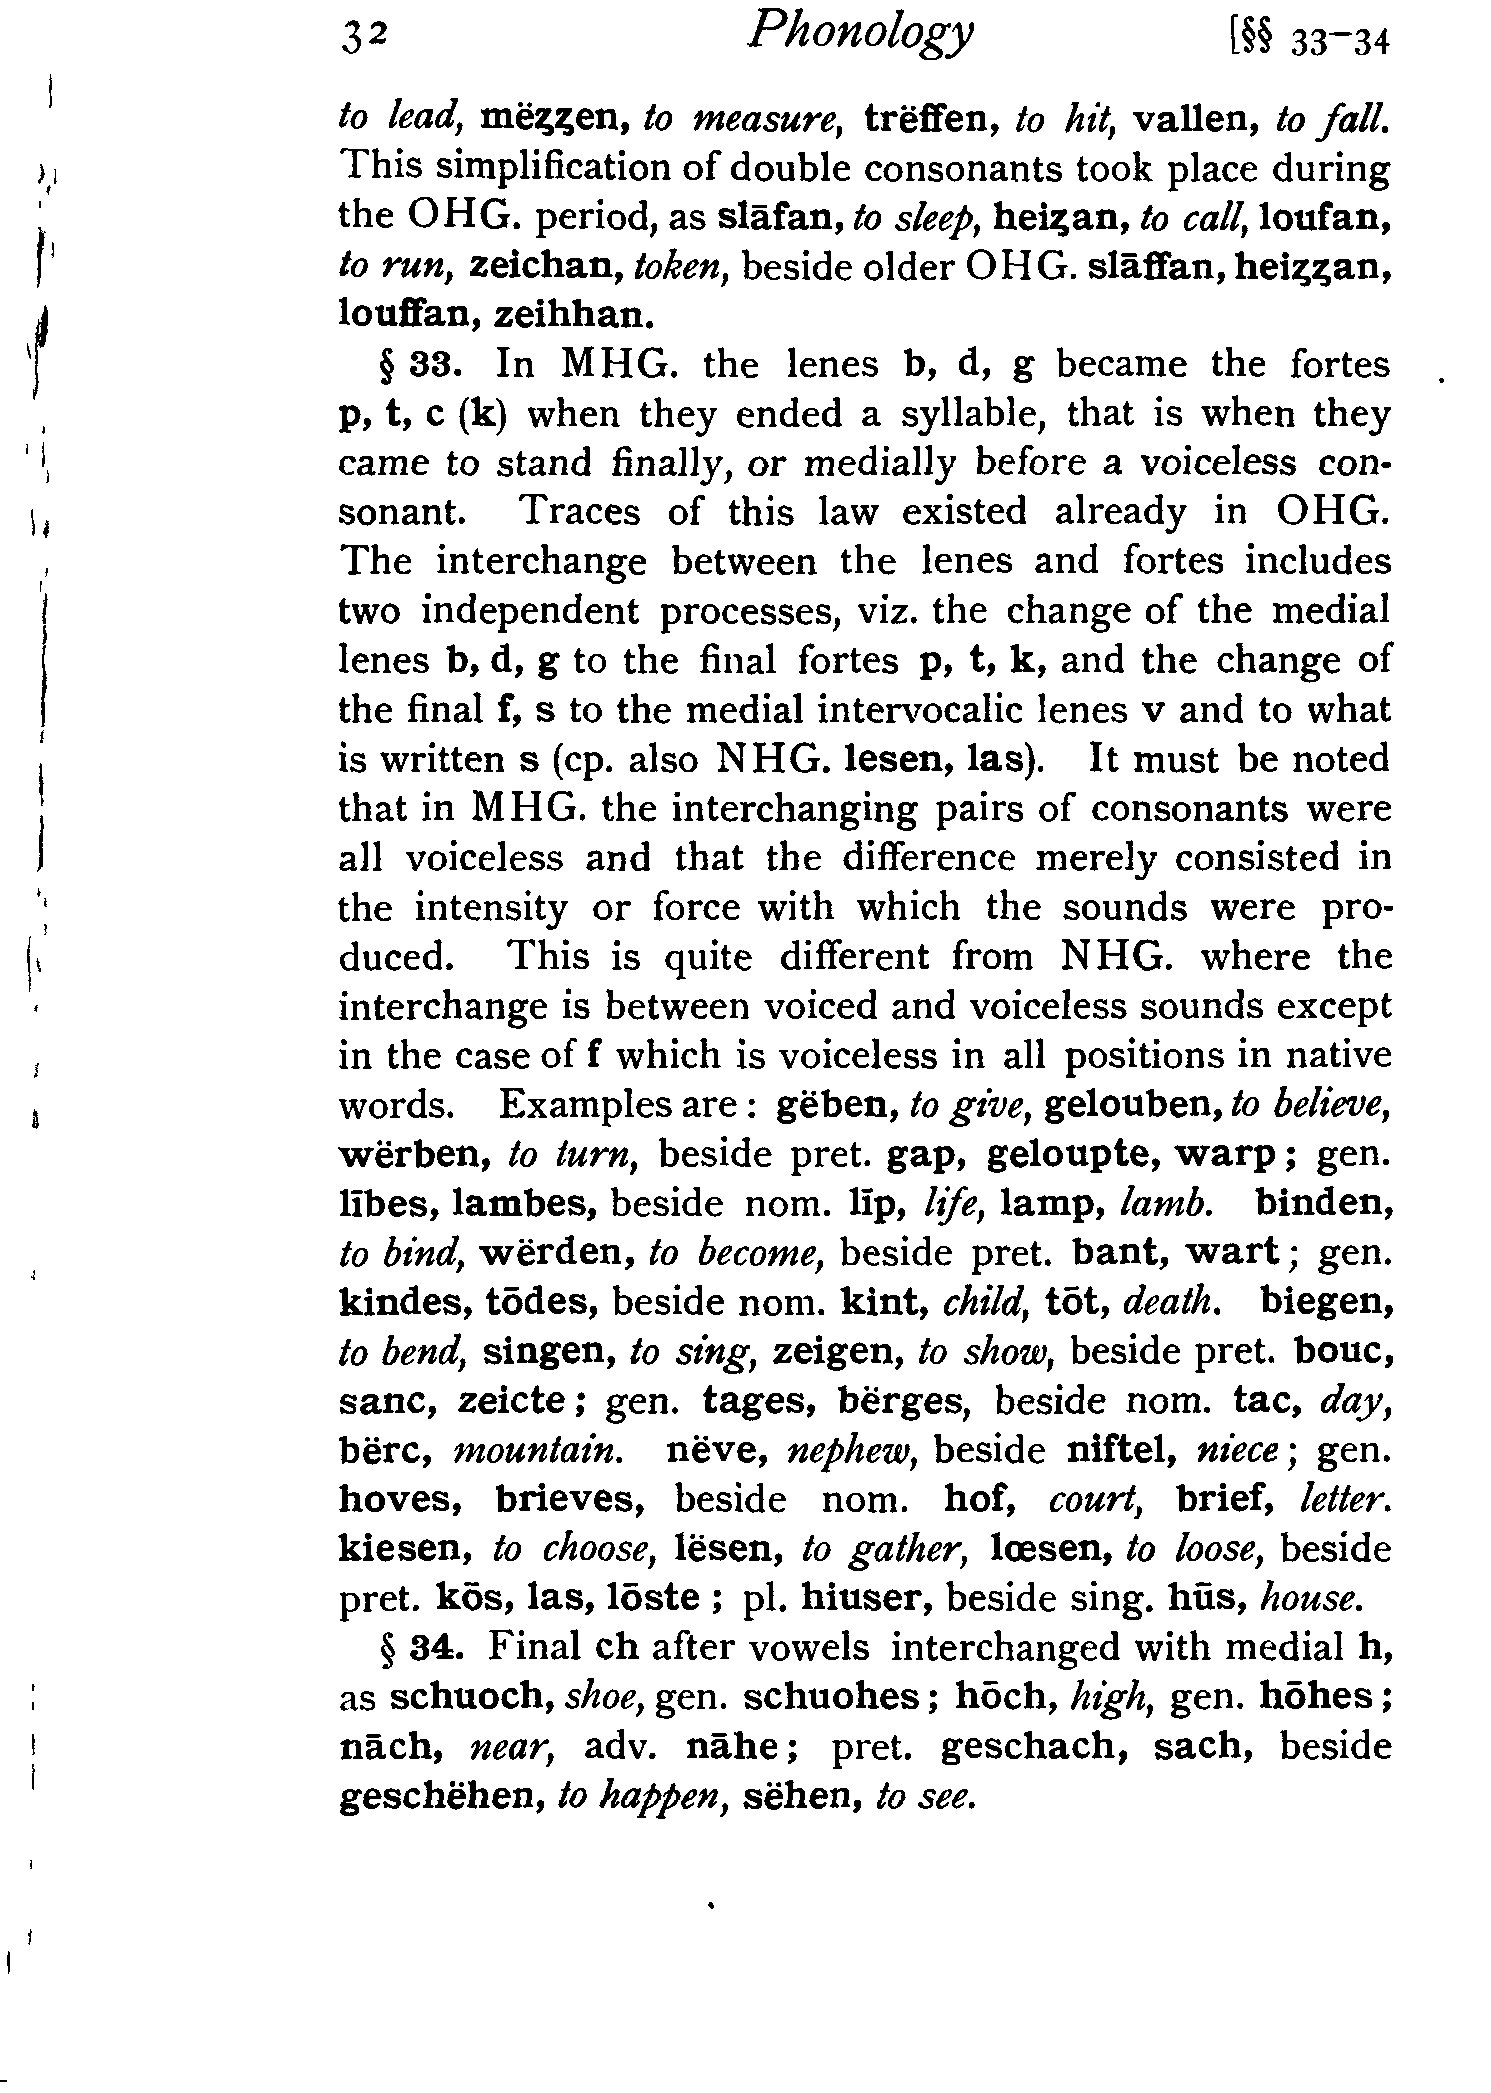 32 Phonology [§§ 33–34
to lead, mëʒʒen, to measure, trëffen, to hit, vallen, to fall.
This simplification of double consonants took place during
the OHG. period, as slāfan, to sleep, heiʒan, to call, loufan,
to run, zeichan, token, beside older OHG. slāffan, heiʒʒan,
louffan, zeihhan.
§ 33. In MHG. the lenes b, d, g became the fortes
p, t, c (k) when they ended a syllable, that is when they
came to stand finally, or medially before a voiceless con-
sonant. Traces of this law existed already in OHG.
The interchange between the lenes and fortes includes
two independent processes, viz. the change of the medial
lenes b, d, g to the final fortes p, t, k, and the change of
the final f, s to the medial intervocalic lenes v and to what
is written s (cp. also NHG. lesen, las). It must be noted
that in MHG. the interchanging pairs of consonants were
all voiceless and that the difference merely consisted in
the intensity or force with which the sounds were pro-
duced. This is quite different from NHG. where the
interchange is between voiced and voiceless sounds except
in the case of f which is voiceless in all positions in native
words. Examples are : gëben, to give, gelouben, to believe,
wërben, to turn, beside pret. gap, geloupte, warp ; gen.
lībes, lambes, beside nom. līp, life, lamp, lamb. binden,
to bind, wërden, to become, beside pret. bant, wart ; gen.
kindes, tōdes, beside nom. kint, child, tōt, death. biegen,
to bend, singen, to sing, zeigen, to show, beside pret. bouc,
sanc, zeicte ; gen. tages, bërges, beside nom. tac, day,
bërc, mountain. nëve, nephew, beside niftel, niece ; gen.
hoves, brieves, beside nom. hof, court, brief, letter.
kiesen, to choose, lësen, to gather, lœsen, to loose, beside
pret. kōs, las, lōste ; pl. hiuser, beside sing. hūs, house.
§ 34. Final ch after vowels interchanged with medial h,
as schuoch, shoe, gen. schuohes ; hōch, high, gen. hōhes ;
nāch, near, adv. nāhe ; pret. geschach, sach, beside
geschëhen, to happen, sëhen, to see.